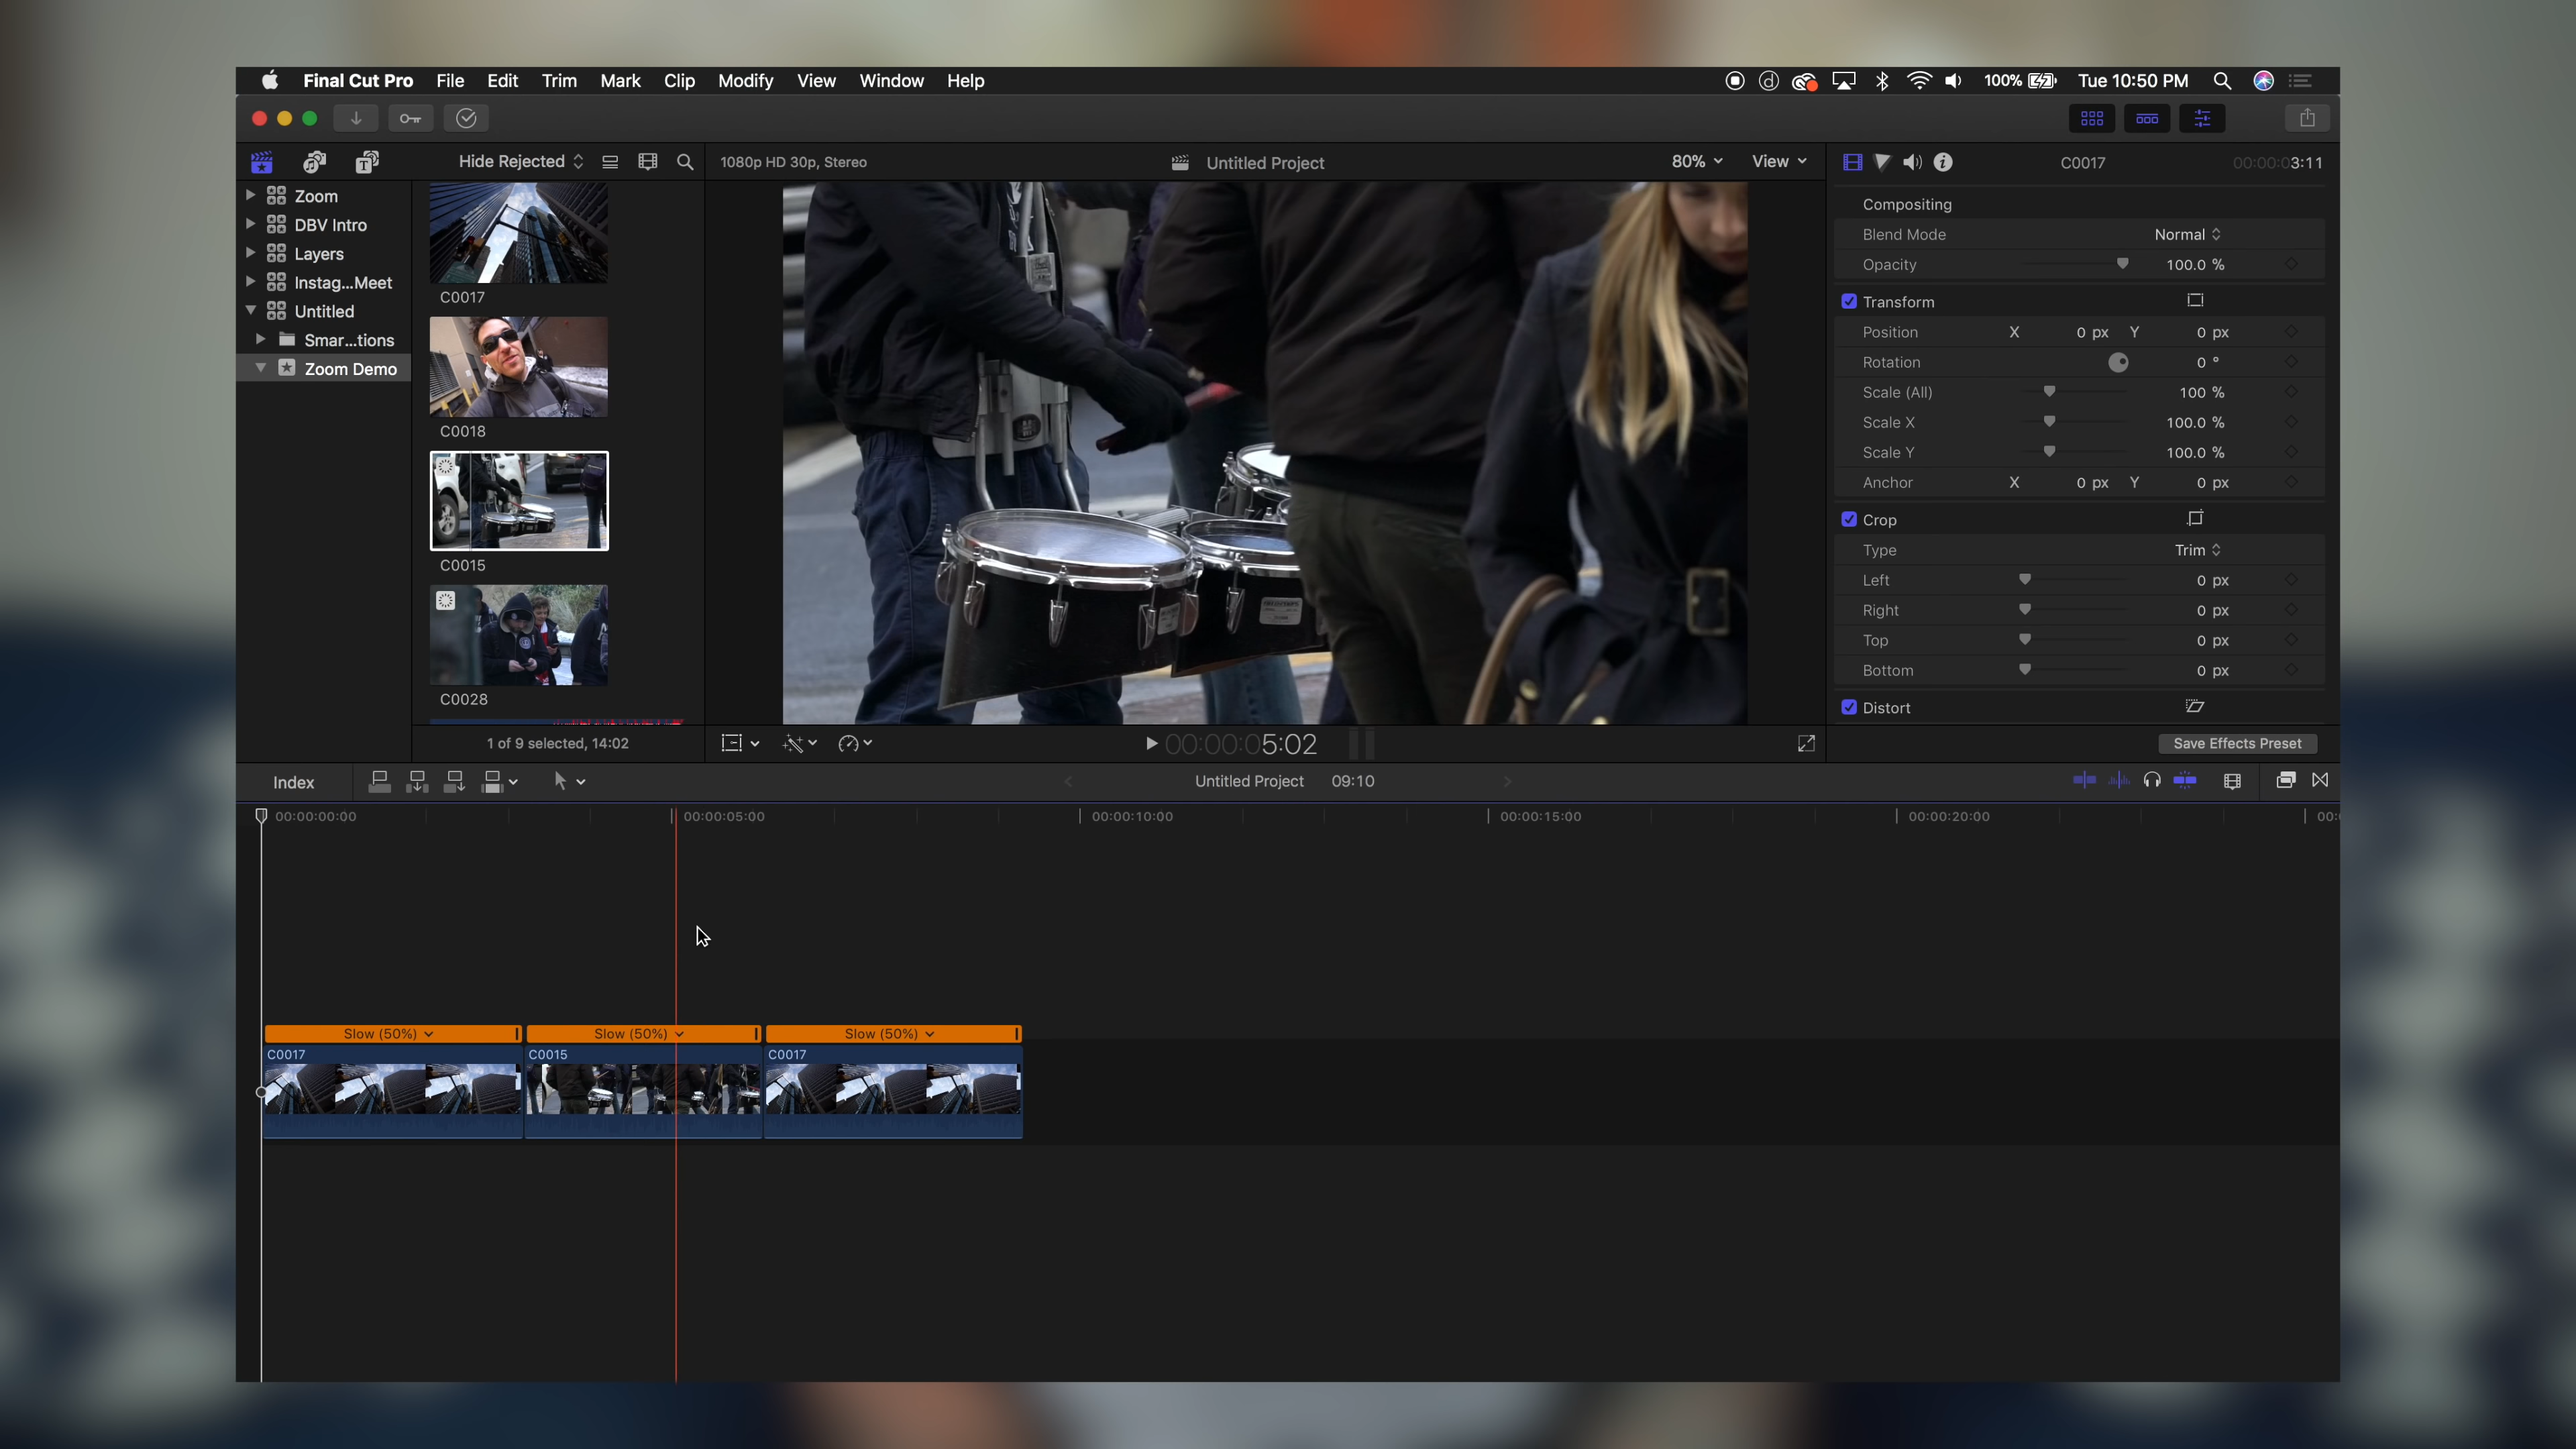 Final Cut Pro File Edit Trim Mark Clip Modify View Window Help 100% Tue 10:50 PM
Hide Rejected 1080p HD 30p, Stereo Untitled Project 80% View C0017 00:00:03:11
Zoom
DBV Intro
Layers
Instag...Meet
Untitled
Smar...tions
Zoom Demo
C0017
C0018
C0015
C0028
1 of 9 selected, 14:02
00:00:05:02
Compositing
Blend Mode Normal
Opacity 100.0 %
Transform
Position X 0 px Y 0 px
Rotation 0 °
Scale (All) 100 %
Scale X 100.0 %
Scale Y 100.0 %
Anchor X 0 px Y 0 px
Crop
Type Trim
Left 0 px
Right 0 px
Top 0 px
Bottom 0 px
Distort
Save Effects Preset
Index Untitled Project 09:10
00:00:00:00 00:00:05:00 00:00:10:00 00:00:15:00 00:00:20:00 00:
Slow (50%) Slow (50%) Slow (50%)
C0017 C0015 C0017